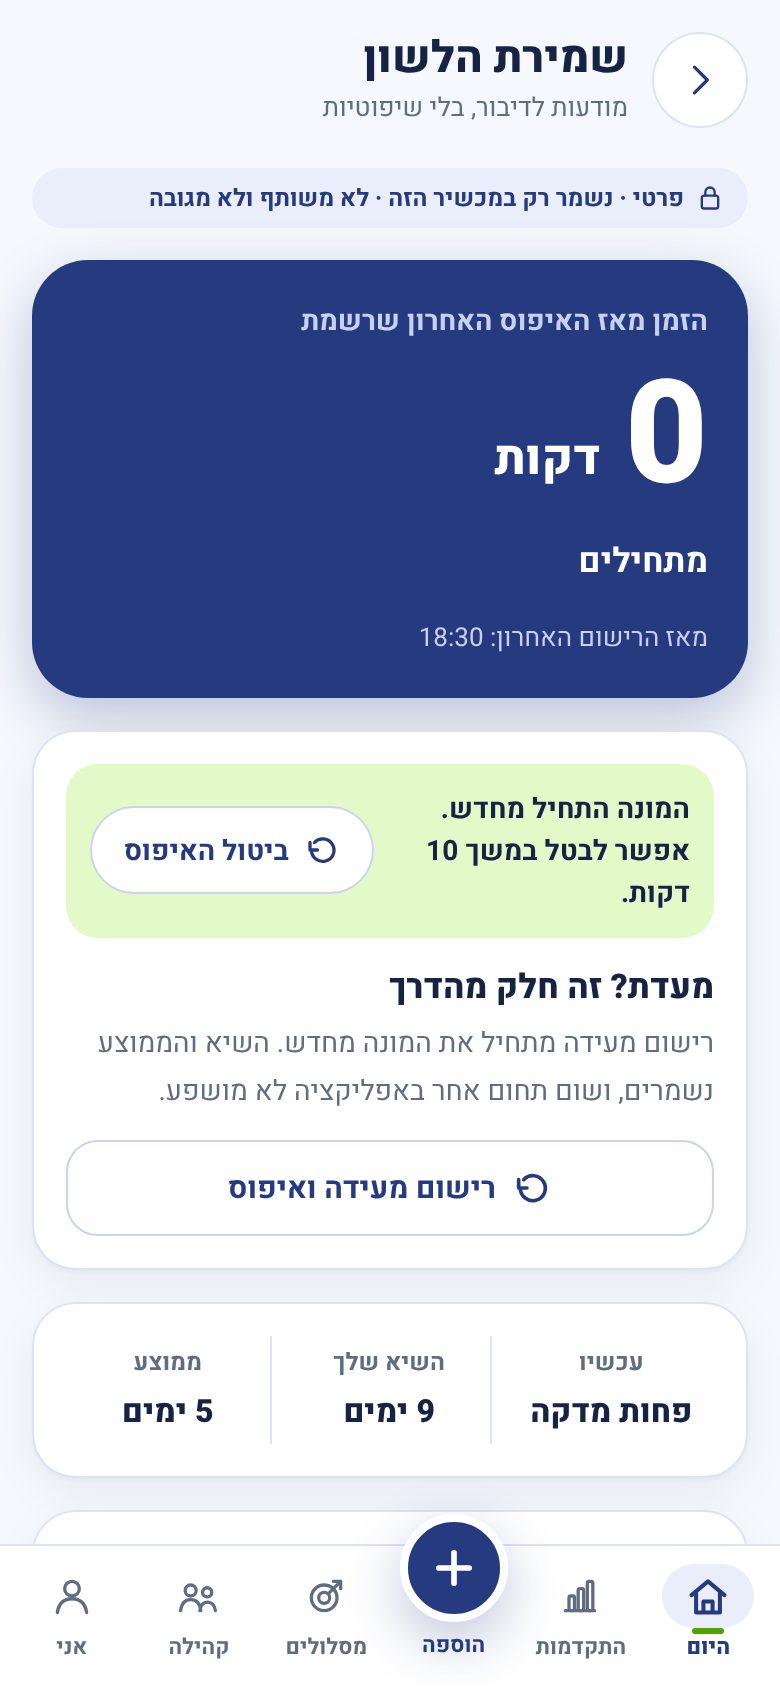 שמירת הלשון
מודעות לדיבור, בלי שיפוטיות
פרטי · נשמר רק במכשיר הזה · לא משותף ולא מגובה
הזמן מאז האיפוס האחרון שרשמת
0 דקות
מתחילים
מאז הרישום האחרון: 18:30
המונה התחיל מחדש.
אפשר לבטל במשך 10
דקות.
ביטול האיפוס
מעדת? זה חלק מהדרך
רישום מעידה מתחיל את המונה מחדש. השיא והממוצע
נשמרים, ושום תחום אחר באפליקציה לא מושפע.
רישום מעידה ואיפוס
עכשיו
פחות מדקה
השיא שלך
9 ימים
ממוצע
5 ימים
היום
התקדמות
הוספה
מסלולים
קהילה
אני